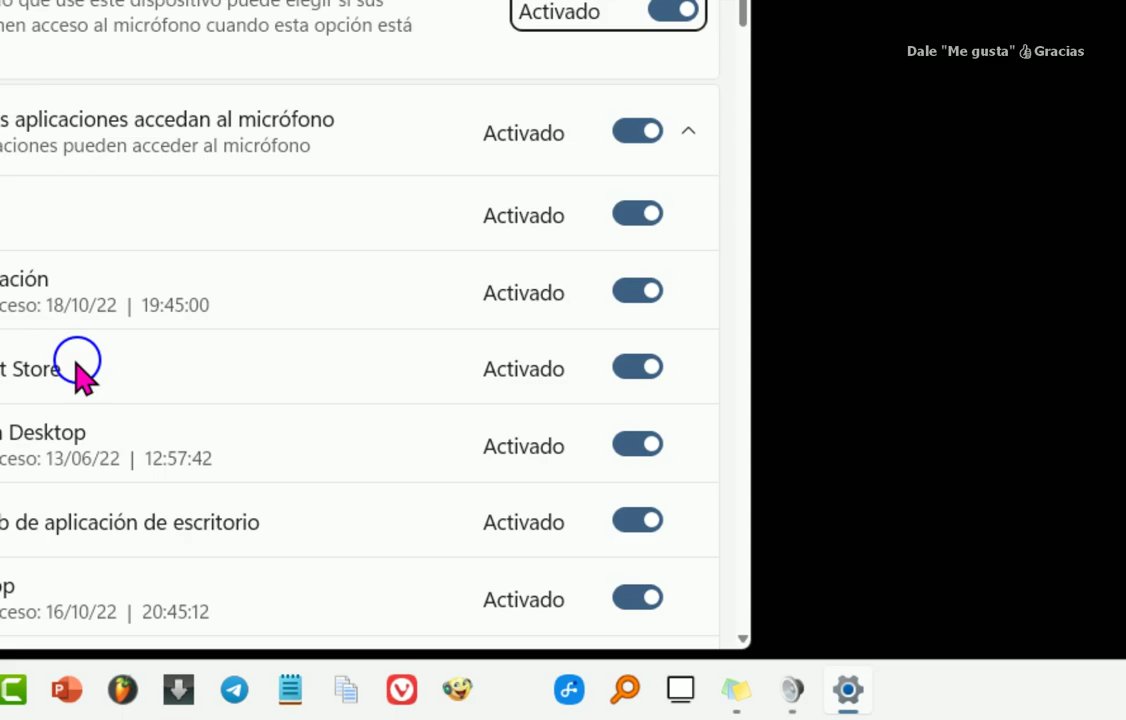 que use este dispositivo puede elegir si sus
nen acceso al micrófono cuando esta opción está
Activado
Dale "Me gusta" 👍 Gracias
s aplicaciones accedan al micrófono
aciones pueden acceder al micrófono
Activado
Activado
ación
ceso: 18/10/22 | 19:45:00
Activado
t Store
Activado
n Desktop
ceso: 13/06/22 | 12:57:42
Activado
b de aplicación de escritorio
Activado
op
ceso: 16/10/22 | 20:45:12
Activado